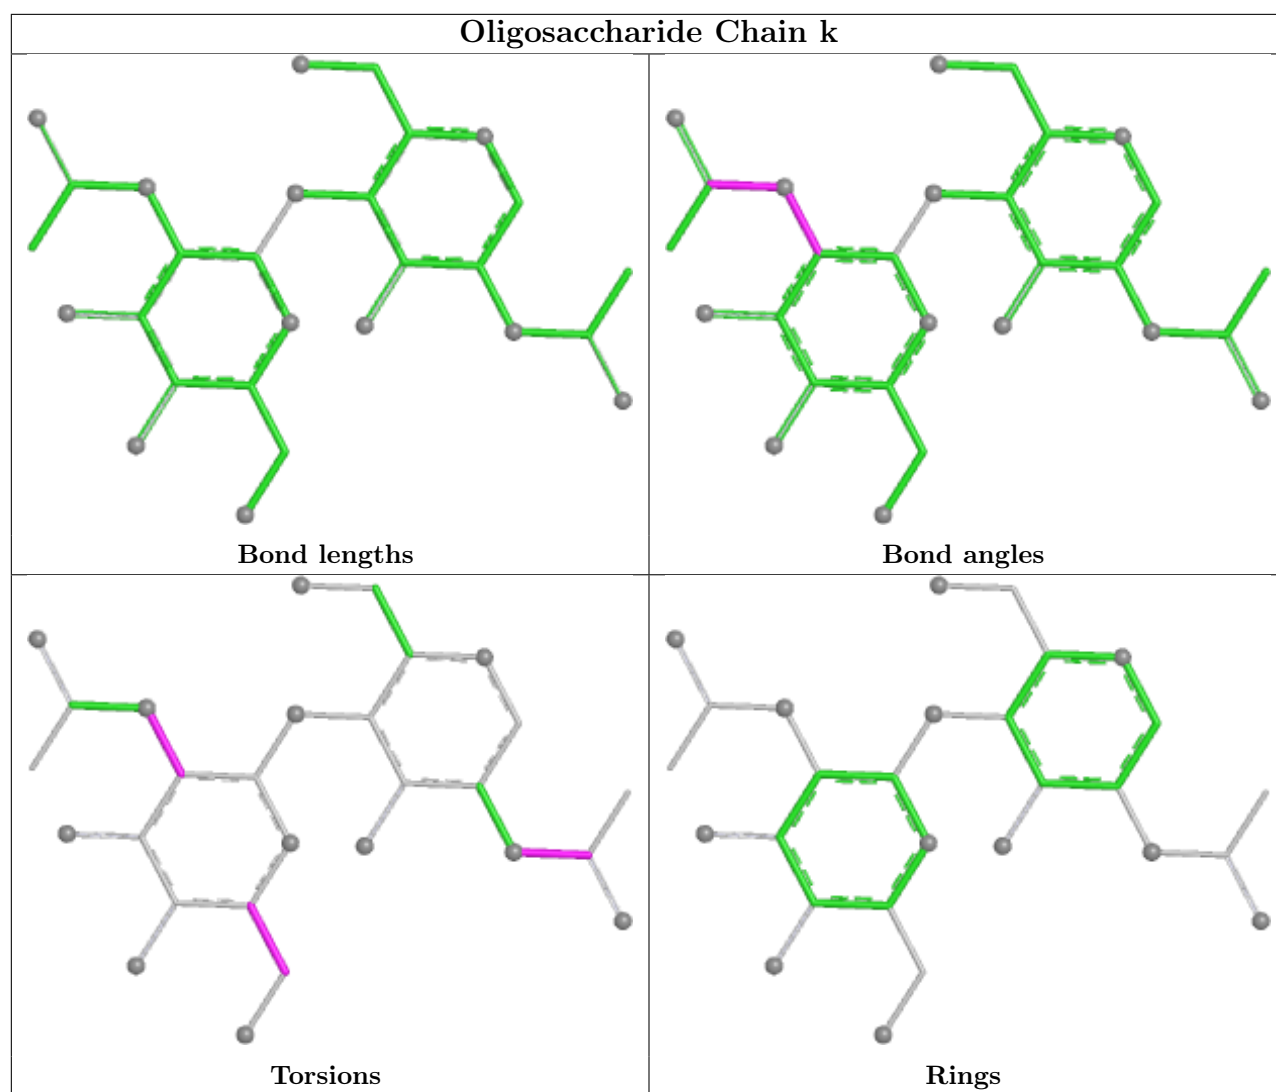 Oligosaccharide Chain k
Bond lengths
Bond angles
Torsions
Rings